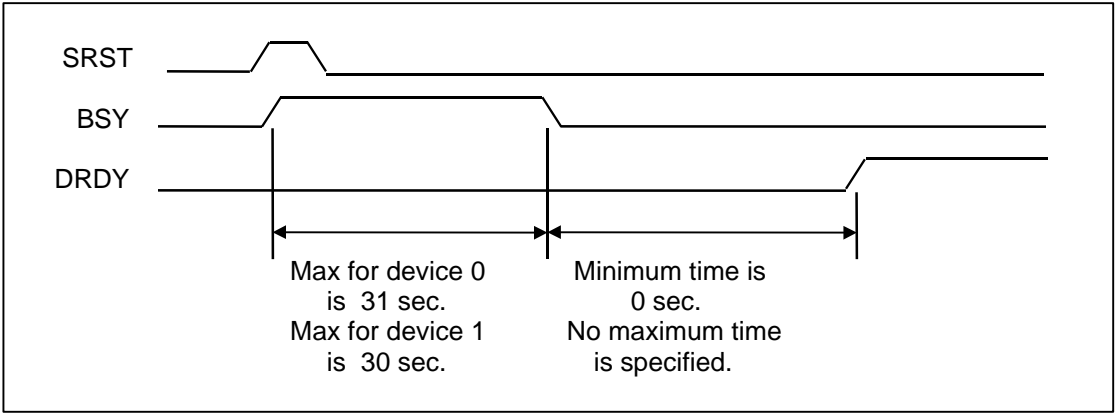 SRST
BSY
DRDY
Max for device 0
is 31 sec.
Max for device 1
is 30 sec.
Minimum time is
0 sec.
No maximum time
is specified.